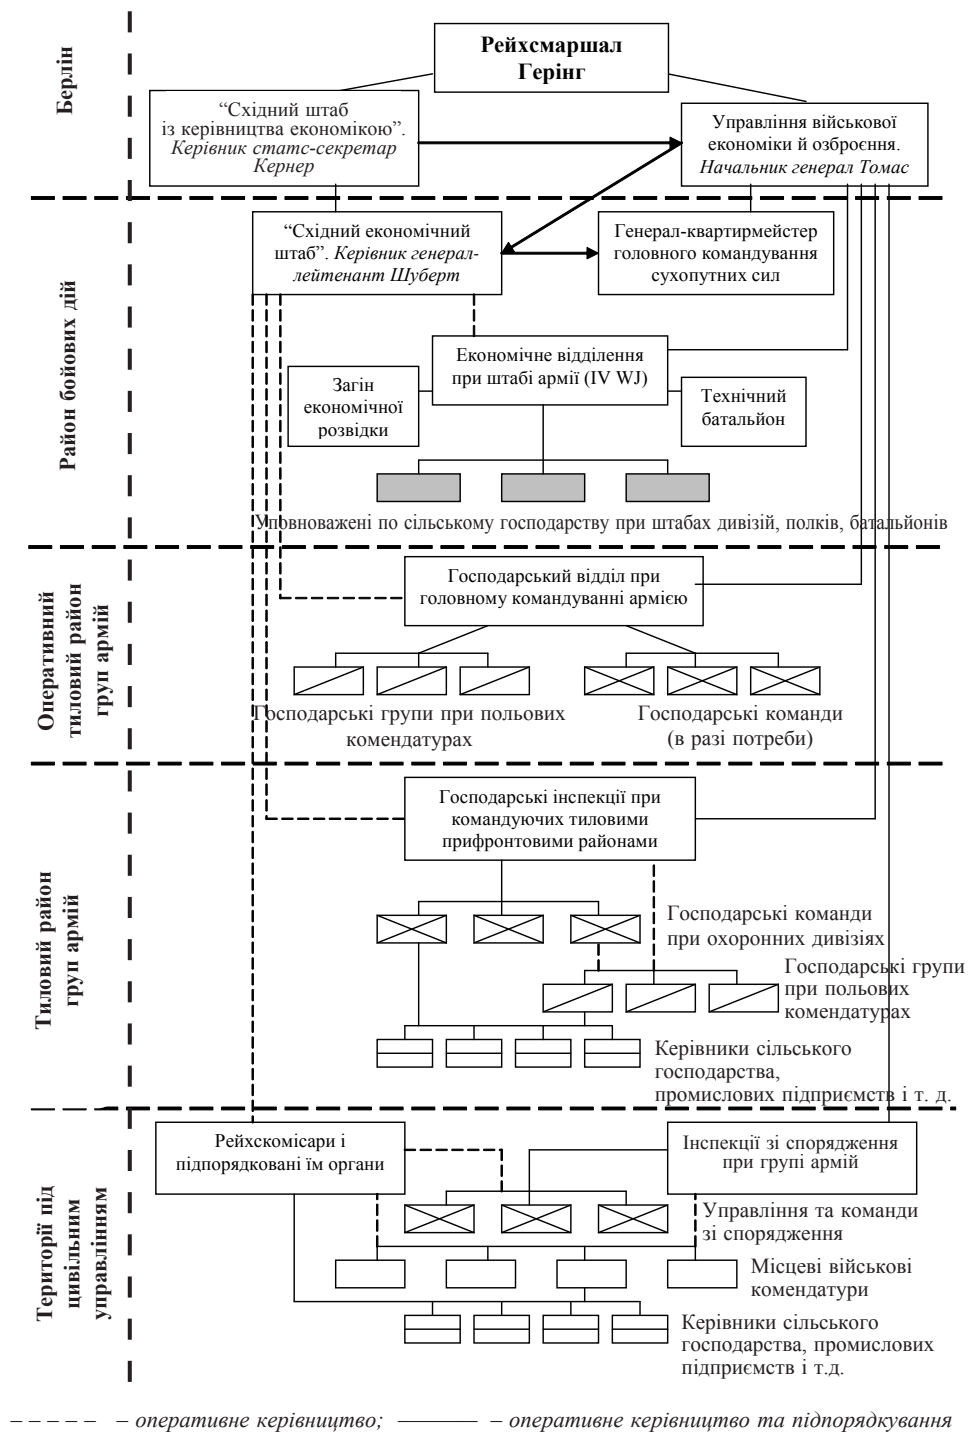 Рейхсмаршал
Герінг
Берлін
“Східний штаб
із керівництва економікою”.
Керівник статс-секретар
Кернер
Управління військової
економіки й озброєння.
Начальник генерал Томас
Район бойових дій
“Східний економічний
штаб”. Керівник генерал-
лейтенант Шуберт
Генерал-квартирмейстер
головного командування
сухопутних сил
Економічне відділення
при штабі армії (IV WJ)
Загін
економічної
розвідки
Технічний
батальйон
Уповноважені по сільському господарству при штабах дивізій, полків, батальйонів
Оперативний
тиловий район
груп армій
Господарський відділ при
головному командуванні армією
Господарські групи при польових
комендатурах
Господарські команди
(в разі потреби)
Тиловий район
груп армій
Господарські інспекції при
командуючих тиловими
прифронтовими районами
Господарські команди
при охоронних дивізіях
Господарські групи
при польових
комендатурах
Керівники сільського
господарства,
промислових підприємств і т. д.
Території під
цивільним
управлінням
Рейхскомісари і
підпорядковані їм органи
Інспекції зі спорядження
при групі армій
Управління та команди
зі спорядження
Місцеві військові
комендатури
Керівники сільського
господарства, промислових
підприємств і т.д.
– оперативне керівництво; – оперативне керівництво та підпорядкування